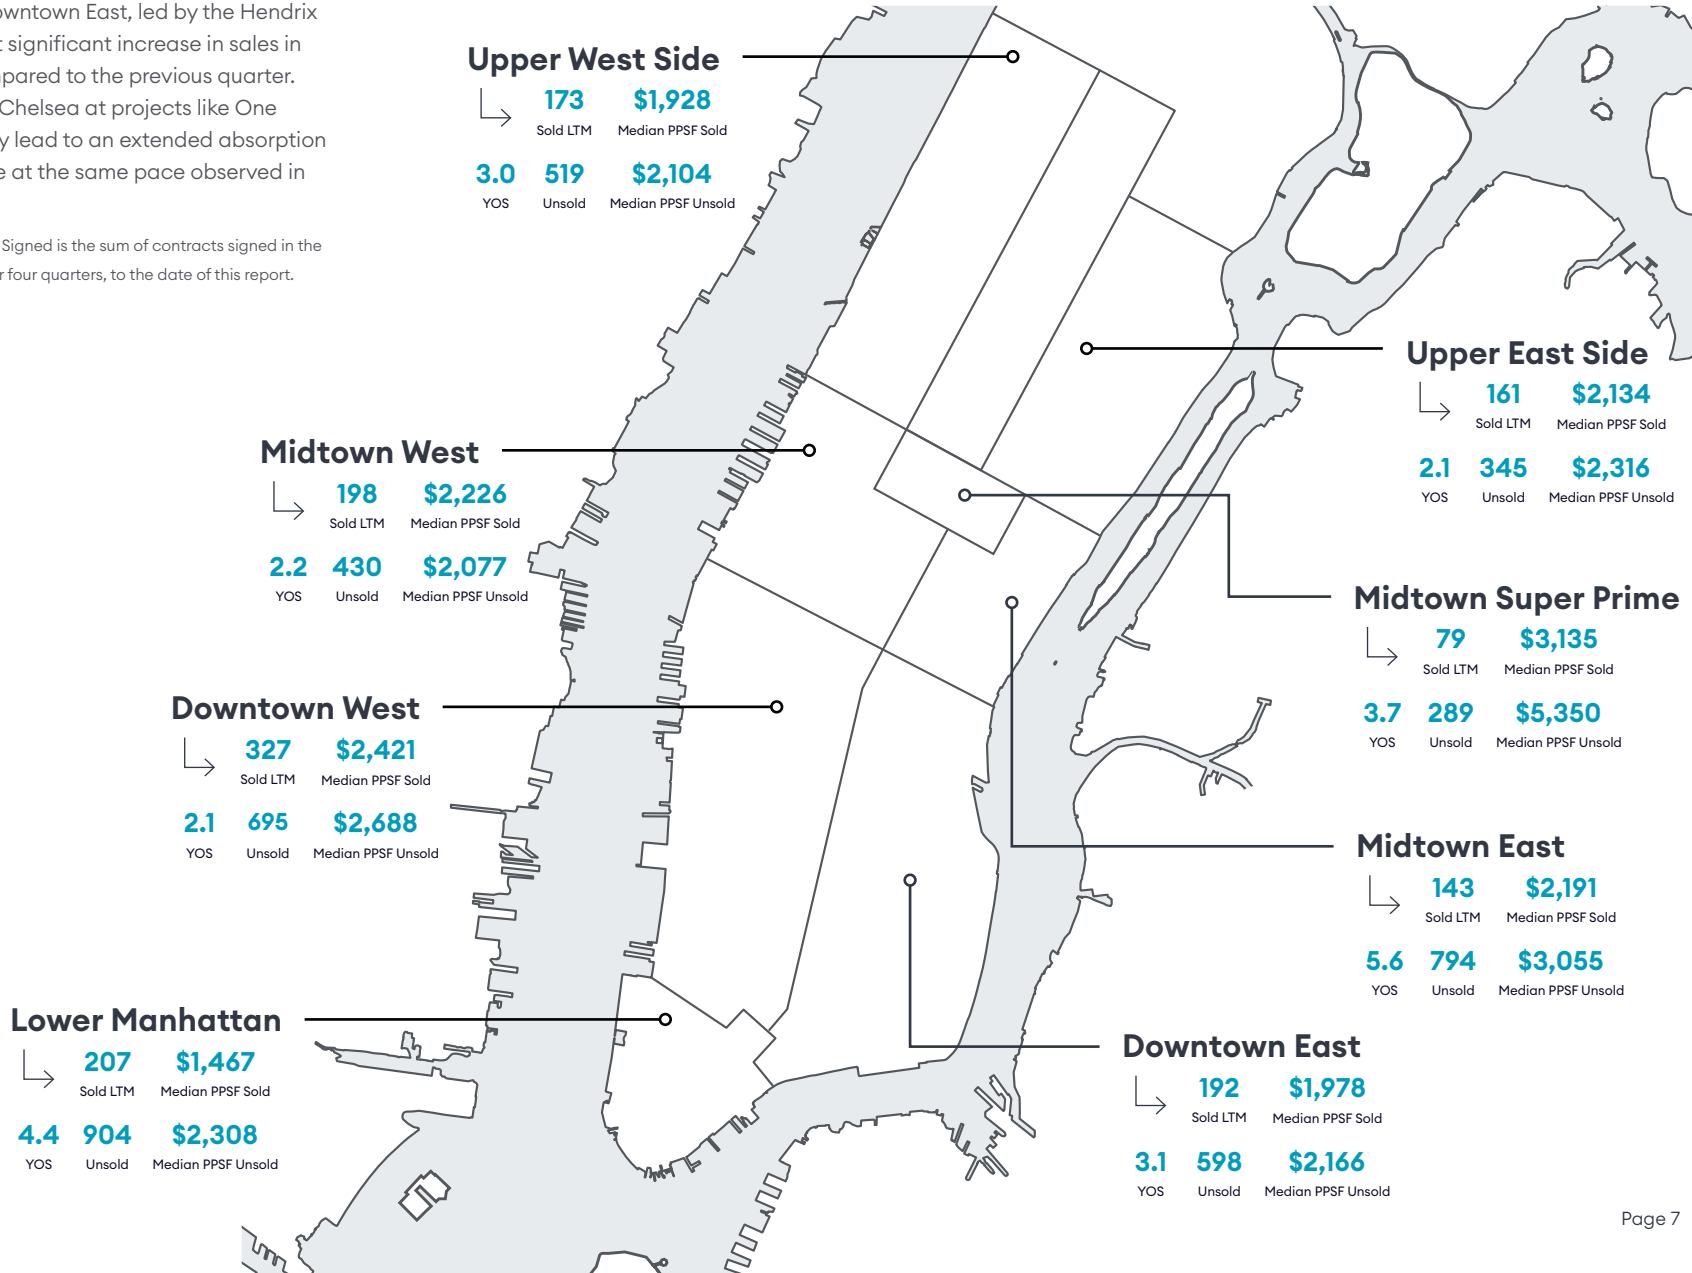 owntown East, led by the Hendrix
t significant increase in sales in
mpared to the previous quarter.
Chelsea at projects like One
y lead to an extended absorption
e at the same pace observed in
Signed is the sum of contracts signed in the
r four quarters, to the date of this report.
Upper West Side
173 $1,928
Sold LTM Median PPSF Sold
3.0 519 $2,104
YOS Unsold Median PPSF Unsold
Upper East Side
161 $2,134
Sold LTM Median PPSF Sold
2.1 345 $2,316
YOS Unsold Median PPSF Unsold
Midtown West
198 $2,226
Sold LTM Median PPSF Sold
2.2 430 $2,077
YOS Unsold Median PPSF Unsold
Midtown Super Prime
79 $3,135
Sold LTM Median PPSF Sold
3.7 289 $5,350
YOS Unsold Median PPSF Unsold
Downtown West
327 $2,421
Sold LTM Median PPSF Sold
2.1 695 $2,688
YOS Unsold Median PPSF Unsold
Midtown East
143 $2,191
Sold LTM Median PPSF Sold
5.6 794 $3,055
YOS Unsold Median PPSF Unsold
Lower Manhattan
207 $1,467
Sold LTM Median PPSF Sold
4.4 904 $2,308
YOS Unsold Median PPSF Unsold
Downtown East
192 $1,978
Sold LTM Median PPSF Sold
3.1 598 $2,166
YOS Unsold Median PPSF Unsold
Page 7